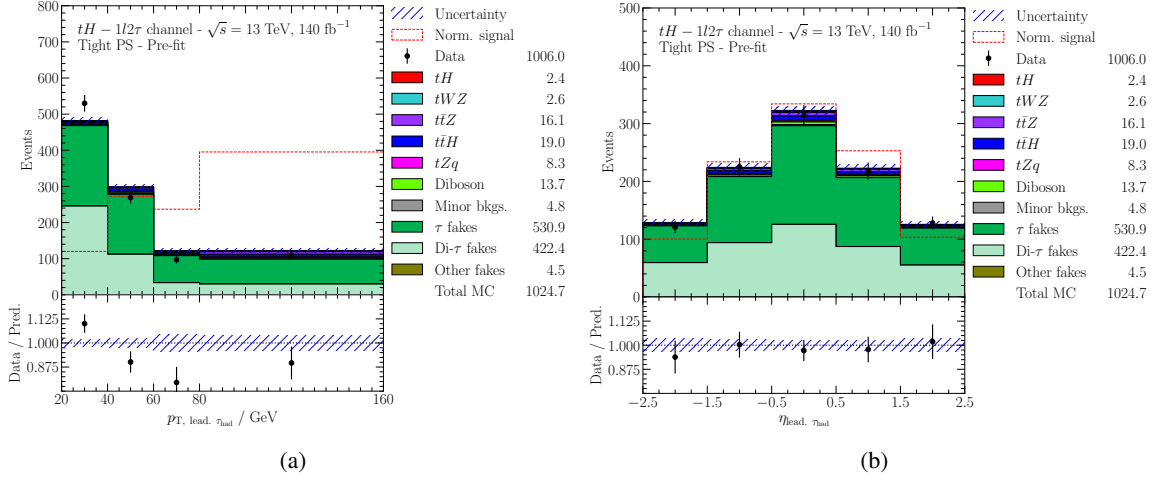 tH − 1l2τ channel - √s = 13 TeV, 140 fb⁻¹
Tight PS - Pre-fit
Events
800
700
600
500
400
300
200
100
0
Uncertainty
Norm. signal
Data 1006.0
tH 2.4
tWZ 2.6
tt̄Z 16.1
tt̄H 19.0
tZq 8.3
Diboson 13.7
Minor bkgs. 4.8
τ fakes 530.9
Di-τ fakes 422.4
Other fakes 4.5
Total MC 1024.7
Data / Pred.
1.125
1.000
0.875
20 40 60 80 160
p_T, lead. τ_had / GeV
(a)
tH − 1l2τ channel - √s = 13 TeV, 140 fb⁻¹
Tight PS - Pre-fit
Events
500
400
300
200
100
0
Uncertainty
Norm. signal
Data 1006.0
tH 2.4
tWZ 2.6
tt̄Z 16.1
tt̄H 19.0
tZq 8.3
Diboson 13.7
Minor bkgs. 4.8
τ fakes 530.9
Di-τ fakes 422.4
Other fakes 4.5
Total MC 1024.7
Data / Pred.
1.125
1.000
0.875
−2.5 −1.5 −0.5 0.5 1.5 2.5
η_lead. τ_had
(b)